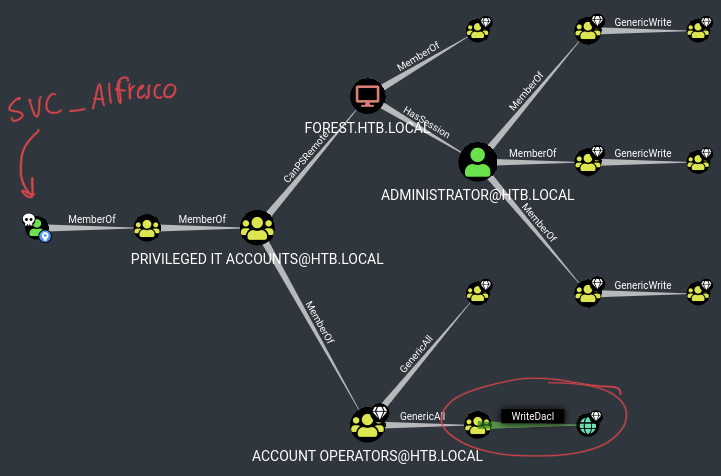 MemberOf
GenericWrite
SVC_Alfresco
FOREST.HTB.LOCAL
HasSession
MemberOf
CanPSRemote
MemberOf
GenericWrite
ADMINISTRATOR@HTB.LOCAL
MemberOf
MemberOf
MemberOf
PRIVILEGED IT ACCOUNTS@HTB.LOCAL
GenericWrite
MemberOf
GenericAll
GenericAll
WriteDacl
ACCOUNT OPERATORS@HTB.LOCAL